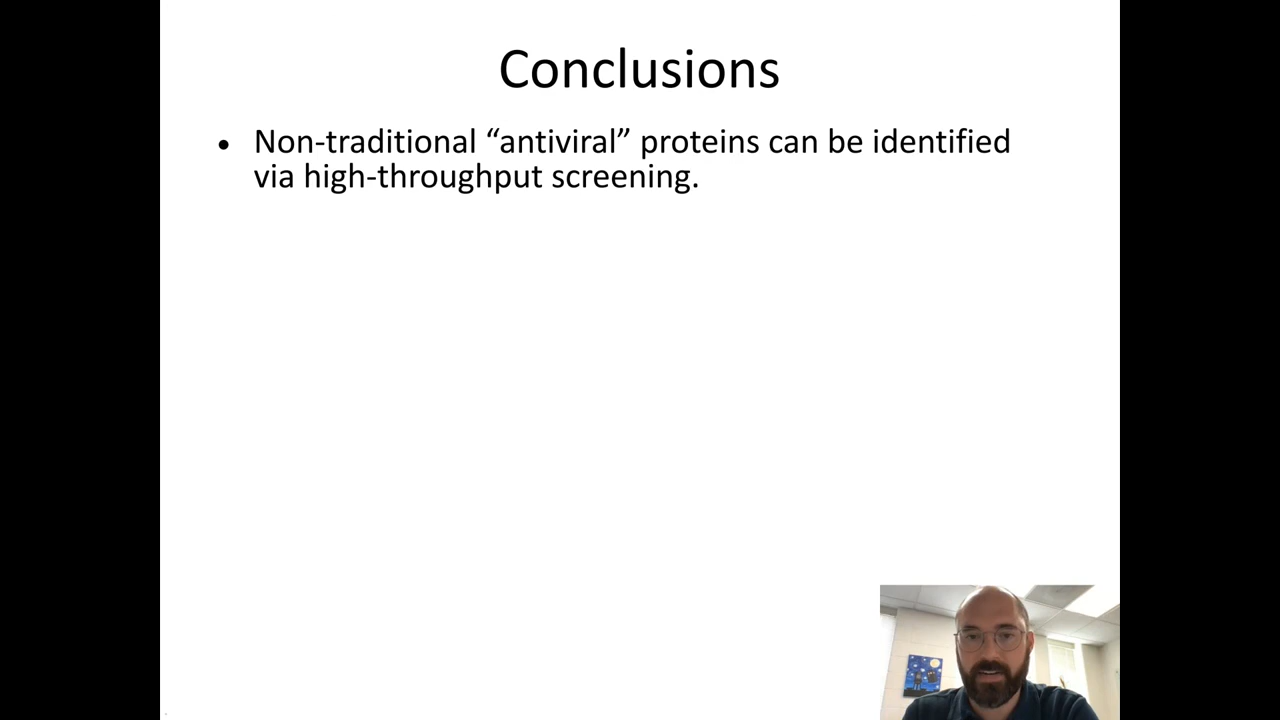 Conclusions
• Non-traditional “antiviral” proteins can be identified
via high-throughput screening.